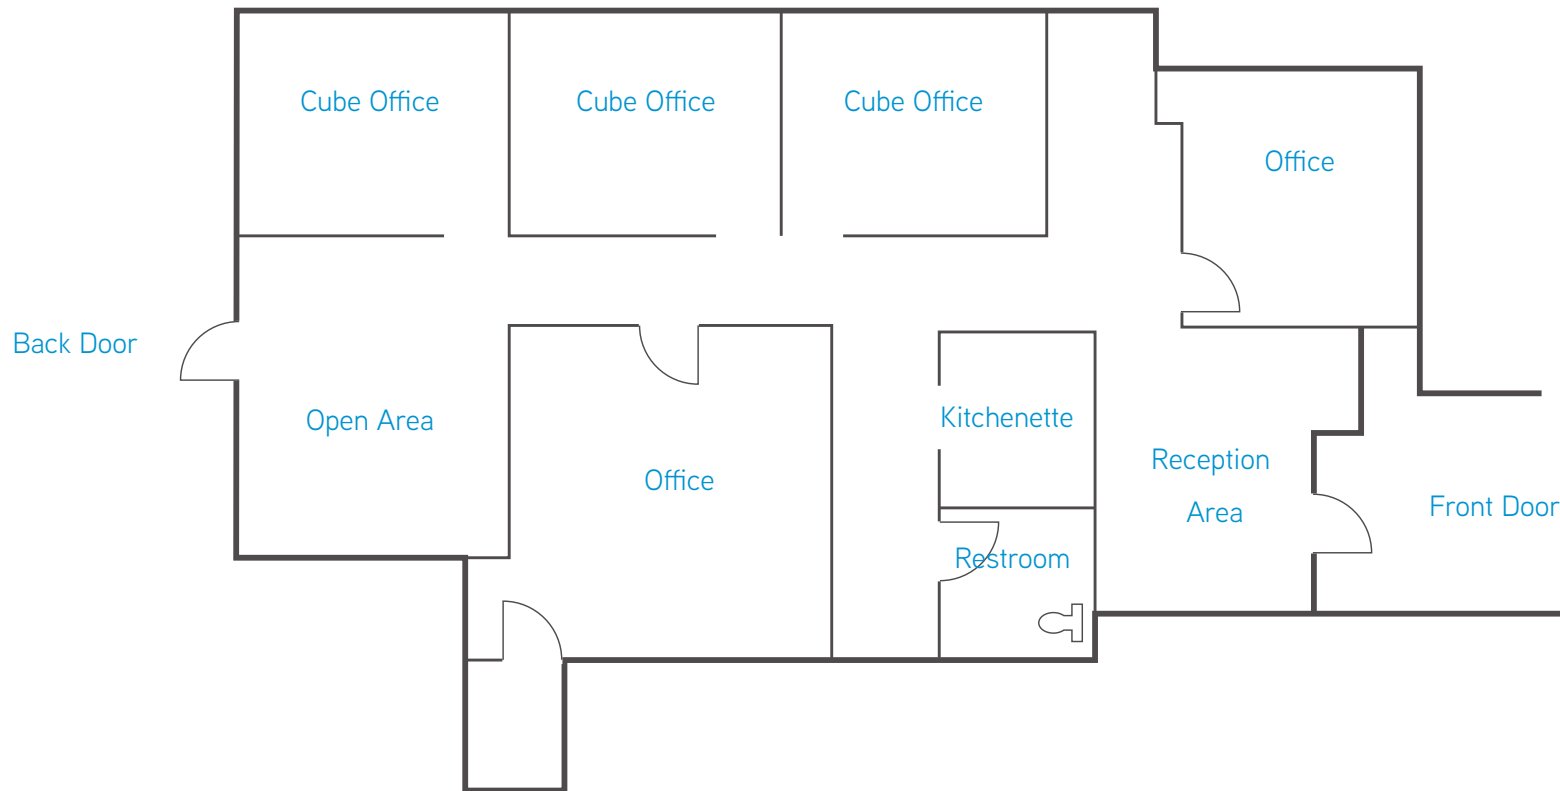 Cube Office
Cube Office
Cube Office
Office
Back Door
Open Area
Office
Kitchenette
Restroom
Reception
Area
Front Door